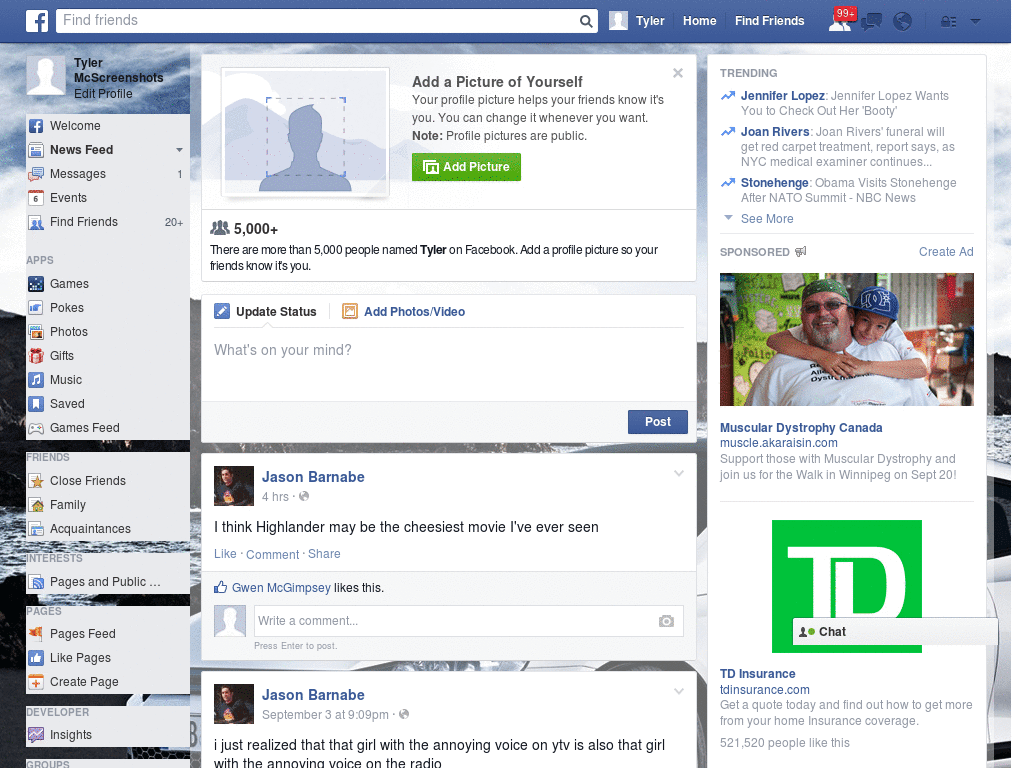 Find friends
Tyler
Home
Find Friends
99+
Tyler
McScreenshots
Edit Profile
Welcome
News Feed
Messages 1
6 Events
Find Friends 20+
APPS
Games
Pokes
Photos
Gifts
Music
Saved
Games Feed
FRIENDS
Close Friends
Family
Acquaintances
INTERESTS
Pages and Public ...
PAGES
Pages Feed
Like Pages
Create Page
DEVELOPER
Insights
GROUPS
Add a Picture of Yourself
Your profile picture helps your friends know it's
you. You can change it whenever you want.
Note: Profile pictures are public.
Add Picture
5,000+
There are more than 5,000 people named Tyler on Facebook. Add a profile picture so your
friends know it's you.
Update Status
Add Photos/Video
What's on your mind?
Post
Jason Barnabe
4 hrs ·
I think Highlander may be the cheesiest movie I've ever seen
Like · Comment · Share
Gwen McGimpsey likes this.
Write a comment...
Press Enter to post.
Jason Barnabe
September 3 at 9:09pm ·
i just realized that that girl with the annoying voice on ytv is also that girl
with the annoying voice on the radio
TRENDING
Jennifer Lopez: Jennifer Lopez Wants
You to Check Out Her 'Booty'
Joan Rivers: Joan Rivers' funeral will
get red carpet treatment, report says, as
NYC medical examiner continues...
Stonehenge: Obama Visits Stonehenge
After NATO Summit - NBC News
See More
SPONSORED
Create Ad
Muscular Dystrophy Canada
muscle.akaraisin.com
Support those with Muscular Dystrophy and
join us for the Walk in Winnipeg on Sept 20!
TD
Chat
TD Insurance
tdinsurance.com
Get a quote today and find out how to get more
from your home Insurance coverage.
521,520 people like this